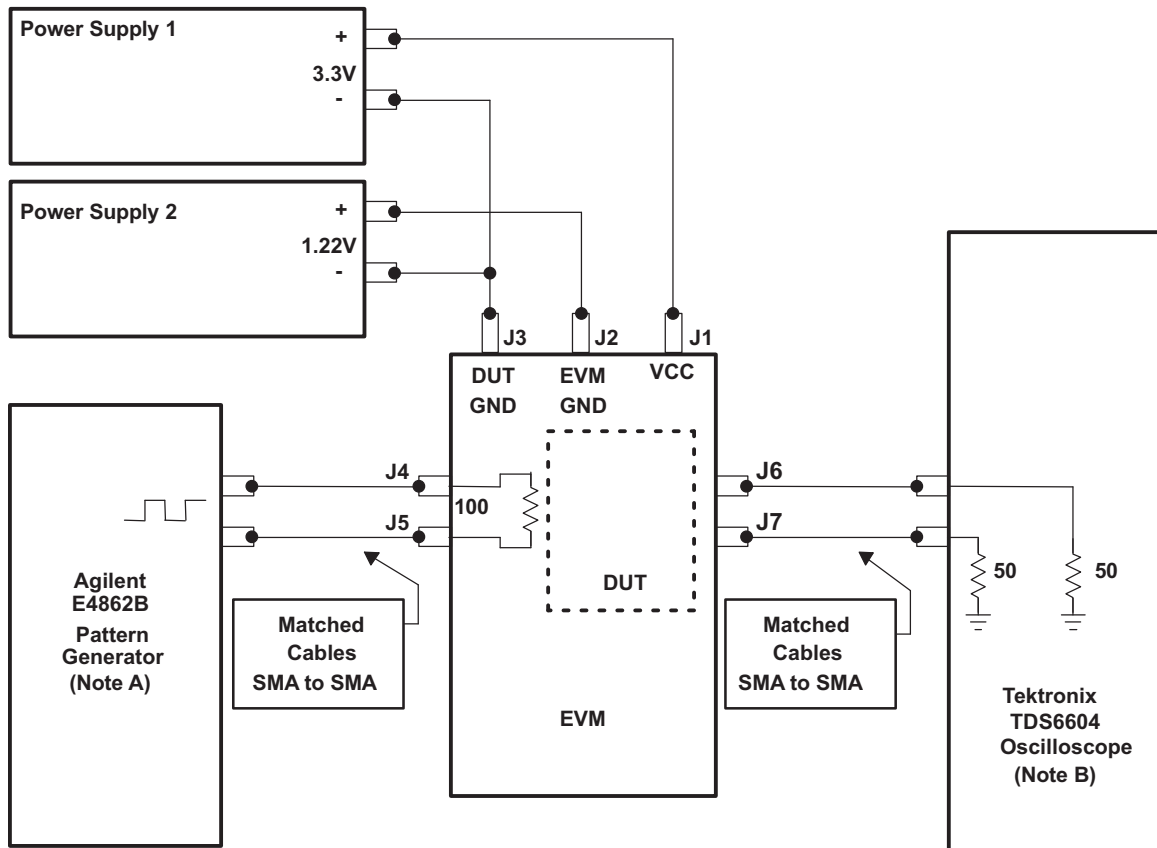 Power Supply 1
+
3.3V
-
Power Supply 2
+
1.22V
-
J3
J2
J1
DUT
GND
EVM
GND
VCC
J4
J5
100
J6
J7
DUT
EVM
50
50
Agilent
E4862B
Pattern
Generator
(Note A)
Matched
Cables
SMA to SMA
Matched
Cables
SMA to SMA
Tektronix
TDS6604
Oscilloscope
(Note B)